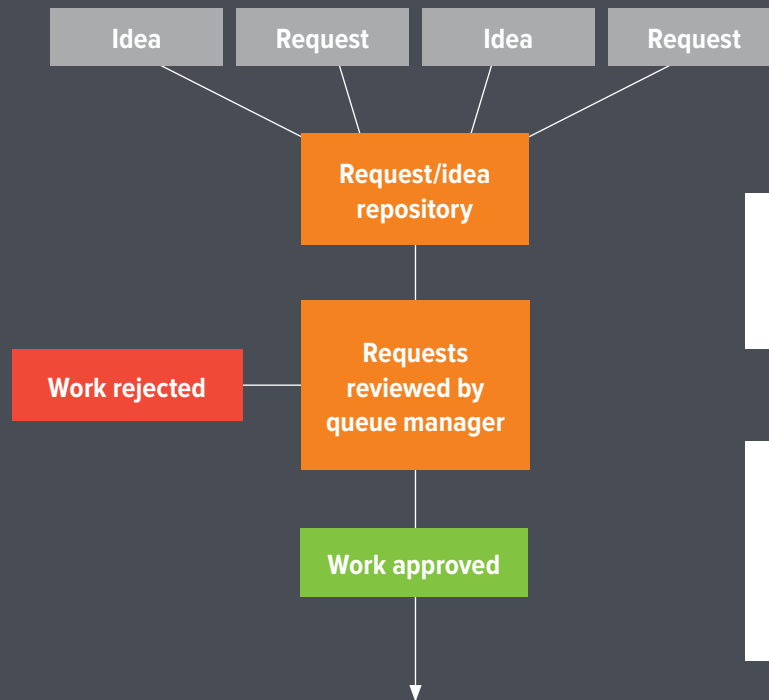 Idea
Request
Idea
Request
Request/idea
repository
Requests
reviewed by
queue manager
Work rejected
Work approved